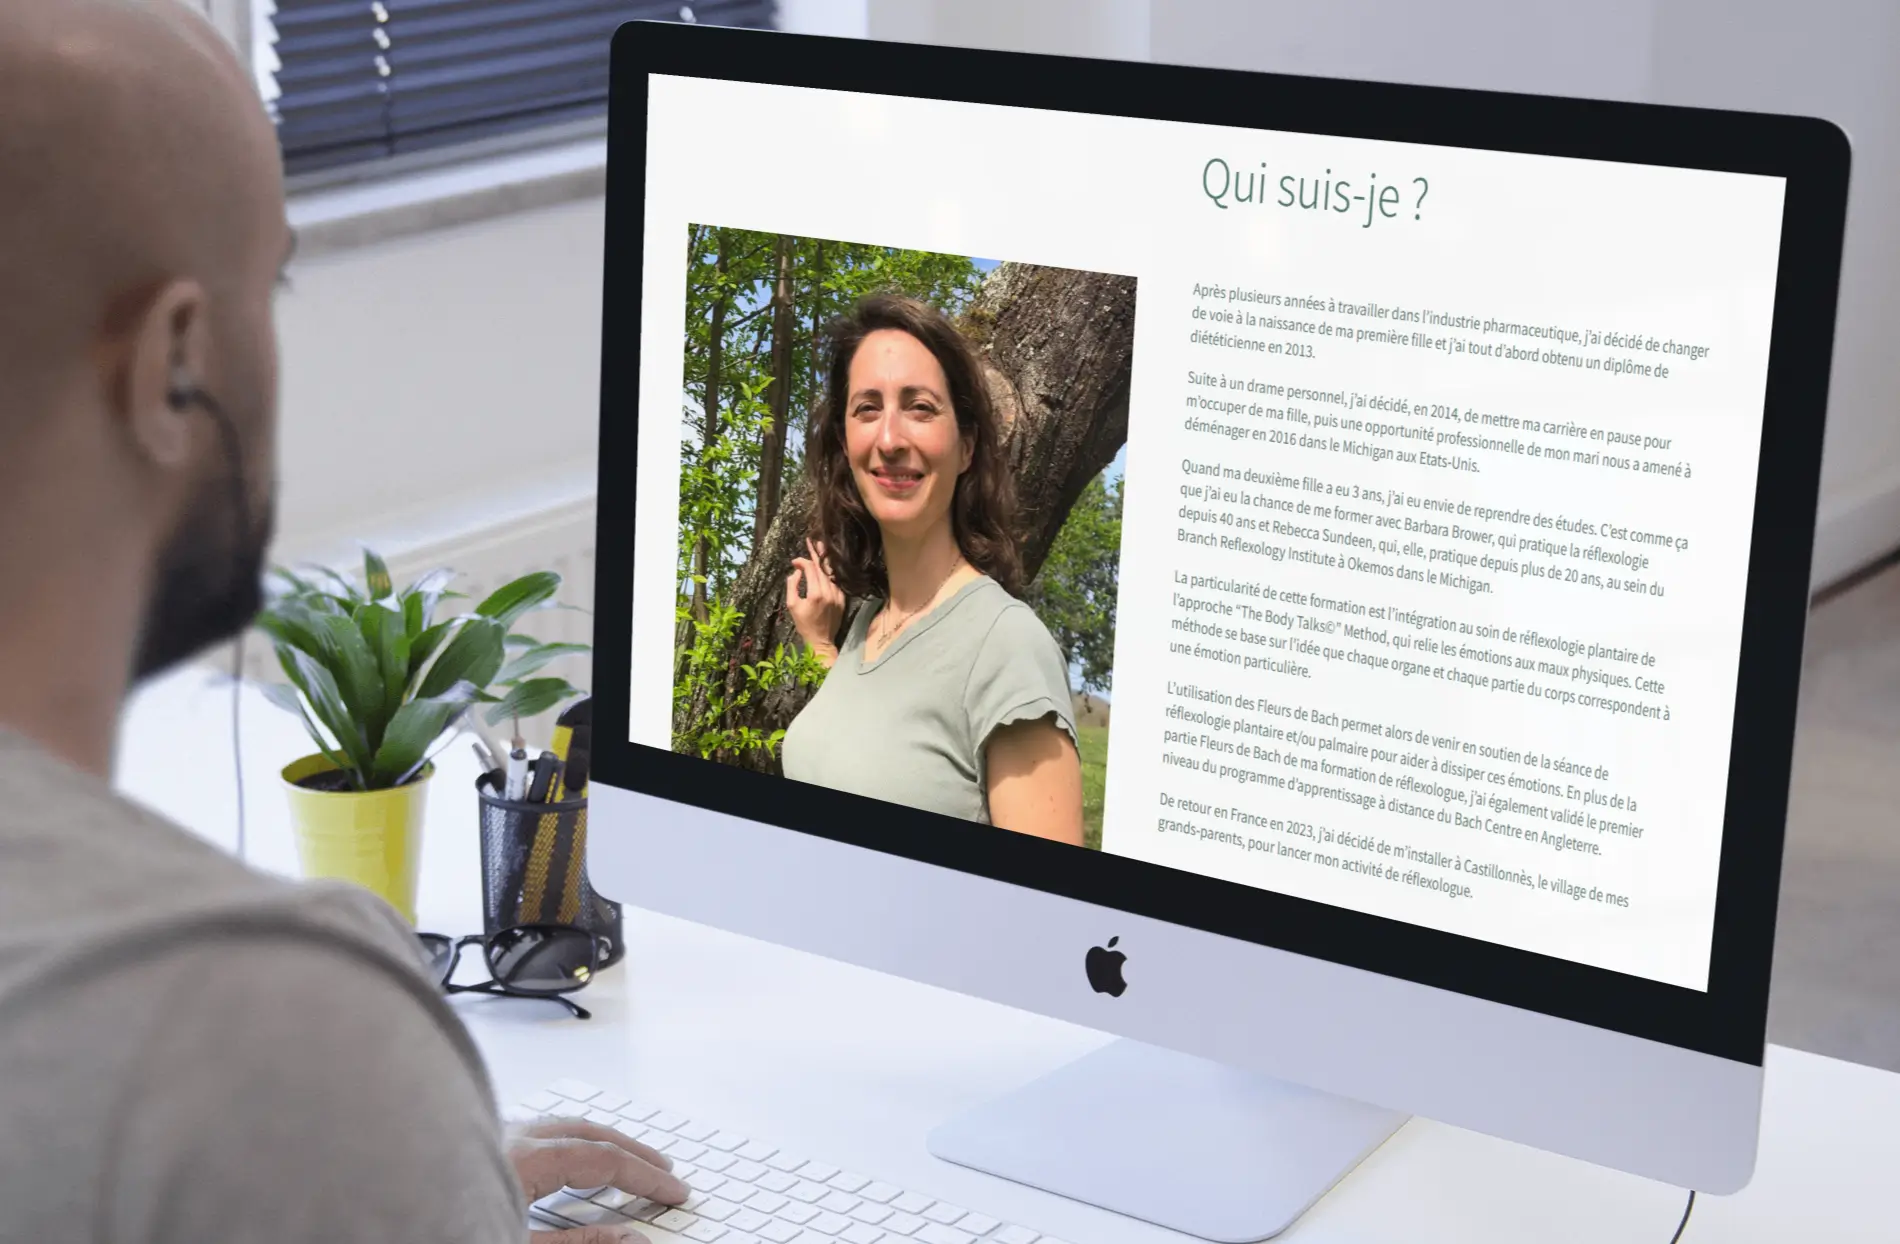 Qui suis-je ?
Après plusieurs années à travailler dans l'industrie pharmaceutique, j'ai décidé de changer
de voie à la naissance de ma première fille et j'ai tout d'abord obtenu un diplôme de
diététicienne en 2013.
Suite à un drame personnel, j'ai décidé, en 2014, de mettre ma carrière en pause pour
m'occuper de ma fille, puis une opportunité professionnelle de mon mari nous a amené à
déménager en 2016 dans le Michigan aux Etats-Unis.
Quand ma deuxième fille a eu 3 ans, j'ai eu envie de reprendre des études. C'est comme ça
que j'ai eu la chance de me former avec Barbara Brower, qui pratique la réflexologie
depuis 40 ans et Rebecca Sundeen, qui, elle, pratique depuis plus de 20 ans, au sein du
Branch Reflexology Institute à Okemos dans le Michigan.
La particularité de cette formation est l'intégration au soin de réflexologie plantaire de
l'approche “The Body Talks©” Method, qui relie les émotions aux maux physiques. Cette
méthode se base sur l'idée que chaque organe et chaque partie du corps correspondent à
une émotion particulière.
L'utilisation des Fleurs de Bach permet alors de venir en soutien de la séance de
réflexologie plantaire et/ou palmaire pour aider à dissiper ces émotions. En plus de la
partie Fleurs de Bach de ma formation de réflexologue, j'ai également validé le premier
niveau du programme d'apprentissage à distance du Bach Centre en Angleterre.
De retour en France en 2023, j'ai décidé de m'installer à Castillonnès, le village de mes
grands-parents, pour lancer mon activité de réflexologue.